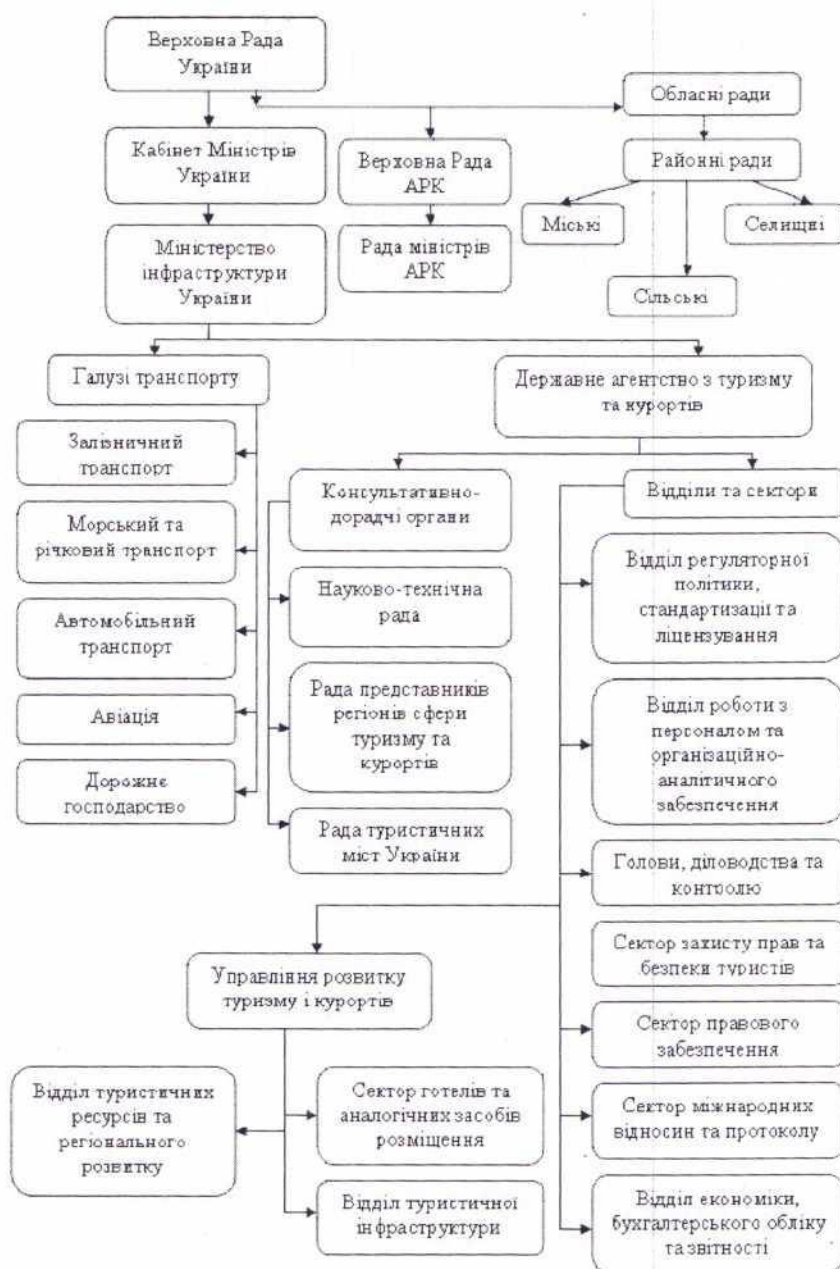 Верховна Рада
України
Обласні ради
Кабінет Міністрів
України
Верховна Рада
АРК
Районні ради
Міські
Селищні
Міністерство
інфраструктури
України
Рада міністрів
АРК
Сільські
Галузі транспорту
Державне агентство з туризму
та курортів
Залізничний
транспорт
Морський та
річковий транспорт
Автомобільний
транспорт
Авіація
Дорожнє
господарство
Консультативно-
дорадчі органи
Науково-технічна
рада
Рада представників
регіонів сфери
туризму та
курортів
Рада туристичних
міст України
Відділи та сектори
Відділ регуляторної
політики,
стандартизації та
ліцензування
Відділ роботи з
персоналом та
організаційно-
аналітичного
забезпечення
Голови, діловодства та
контролю
Сектор захисту прав та
безпеки туристів
Сектор правового
забезпечення
Сектор міжнародних
відносин та протоколу
Відділ економіки,
бухгалтерського обліку
та звітності
Управління розвитку
туризму і курортів
Відділ туристичних
ресурсів та
регіонального
розвитку
Сектор готелів та
аналогічних засобів
розміщення
Відділ туристичної
інфраструктури